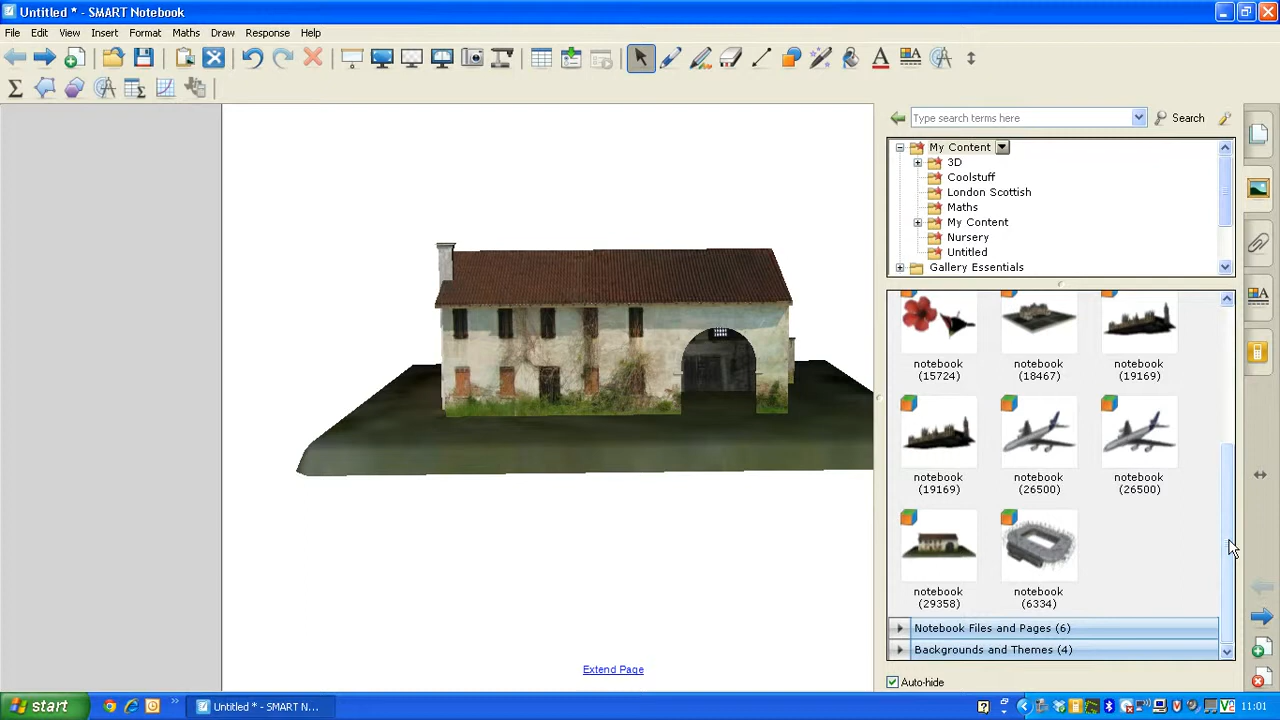 Untitled * - SMART Notebook
File Edit View Insert Format Maths Draw Response Help
Type search terms here
Search
My Content
3D
Coolstuff
London Scottish
Maths
My Content
Nursery
Untitled
Gallery Essentials
notebook (15724)
notebook (18467)
notebook (19169)
notebook (19169)
notebook (26500)
notebook (26500)
notebook (29358)
notebook (6334)
Notebook Files and Pages (6)
Backgrounds and Themes (4)
Extend Page
Auto-hide
start
Untitled * - SMART N...
11:01